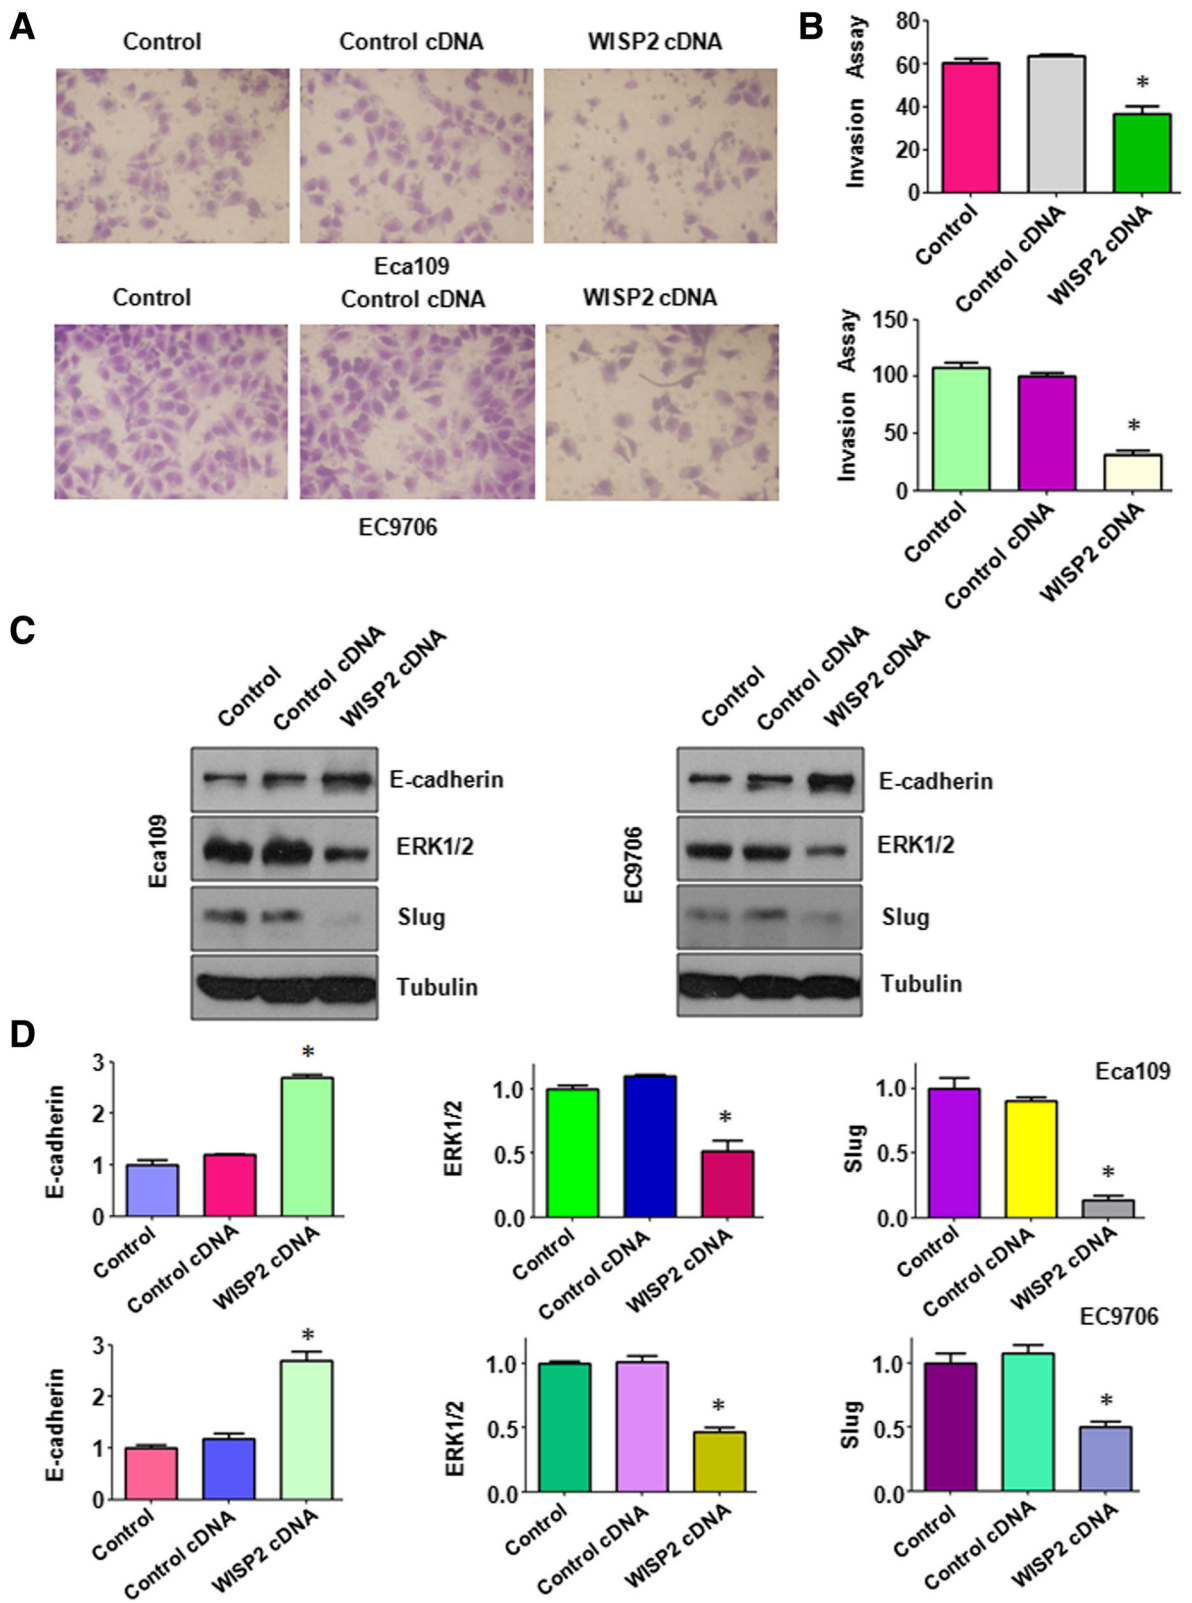 A
Control
Control cDNA
WISP2 cDNA
Eca109
Control
Control cDNA
WISP2 cDNA
EC9706
B
Invasion Assay
80
60
40
20
0
*
Control
Control cDNA
WISP2 cDNA
Invasion Assay
150
100
50
0
*
Control
Control cDNA
WISP2 cDNA
C
Control
Control cDNA
WISP2 cDNA
Eca109
E-cadherin
ERK1/2
Slug
Tubulin
Control
Control cDNA
WISP2 cDNA
EC9706
E-cadherin
ERK1/2
Slug
Tubulin
D
E-cadherin
3
2
1
0
*
Control
Control cDNA
WISP2 cDNA
ERK1/2
1.0
0.5
0.0
*
Control
Control cDNA
WISP2 cDNA
Eca109
Slug
1.0
0.5
0.0
*
Control
Control cDNA
WISP2 cDNA
E-cadherin
3
2
1
0
*
Control
Control cDNA
WISP2 cDNA
ERK1/2
1.0
0.5
0.0
*
Control
Control cDNA
WISP2 cDNA
EC9706
Slug
1.0
0.5
0.0
*
Control
Control cDNA
WISP2 cDNA